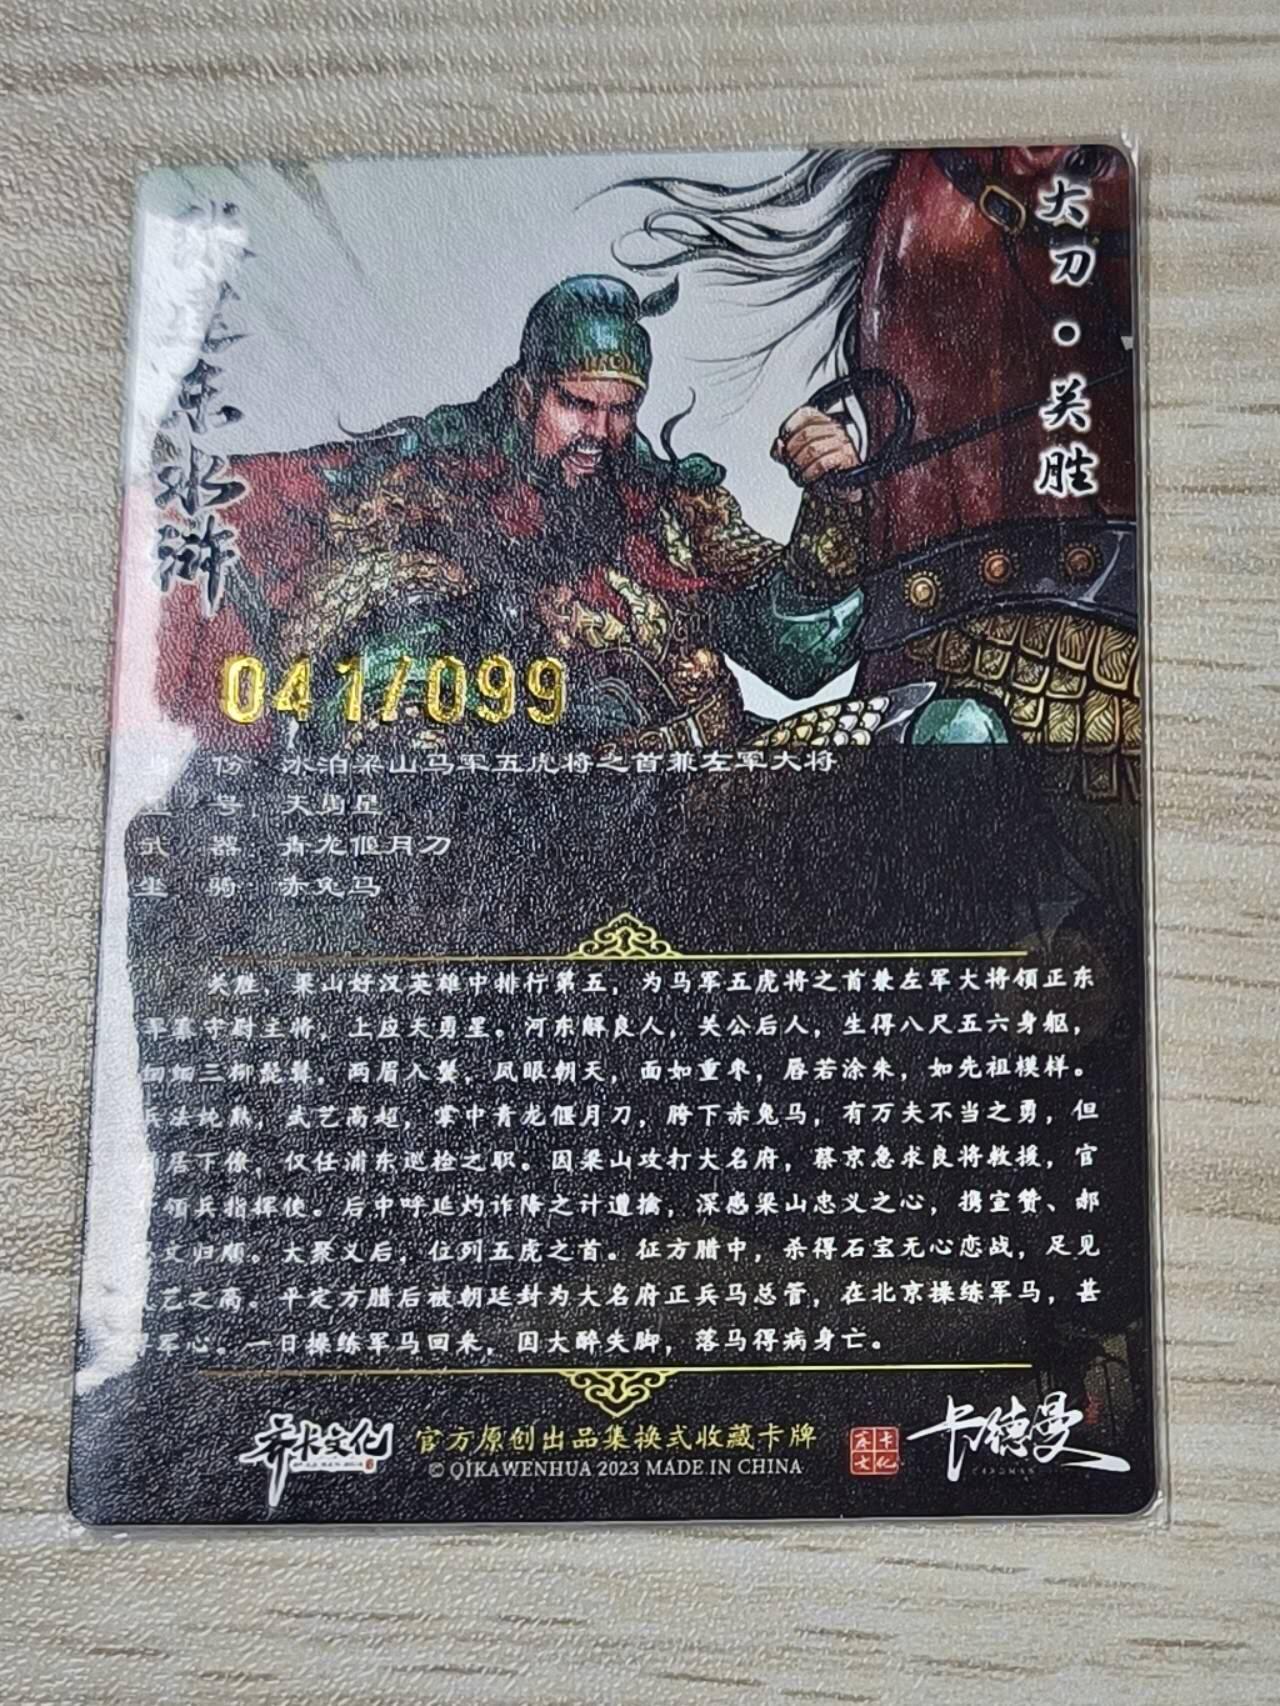 大刀·关胜
东水浒
041/099
份 水泊梁山马军五虎将之首兼左军大将
号 天勇星
武 器 青龙偃月刀
坐 骑 赤兔马
关胜，梁山好汉英雄中排行第五，为马军五虎将之首兼左军大将领正东
守尉主将，上应天勇星。河东解良人，关公后人，生得八尺五六身躯，
细细三柳髭髯，两眉入鬓，凤眼朝天，面如重枣，唇若涂朱，如先祖模样。
兵法纯熟，武艺高超，掌中青龙偃月刀，胯下赤兔马，有万夫不当之勇，但
居下僚，仅任浦东巡检之职。因梁山攻打大名府，蔡京急求良将救援，官
领兵指挥使。后中呼延灼诈降之计遭擒，深感梁山忠义之心，携宣赞、郝
思文归顺。大聚义后，位列五虎之首。征方腊中，杀得石宝无心恋战，足见
艺之高。平定方腊后被朝廷封为大名府正兵马总管，在北京操练军马，甚
军心。一日操练军马回来，因大醉失脚，落马得病身亡。
卡文化
官方原创出品集换式收藏卡牌
© QIKAWENHUA 2023 MADE IN CHINA
卡文化
卡德曼
CARDMAN